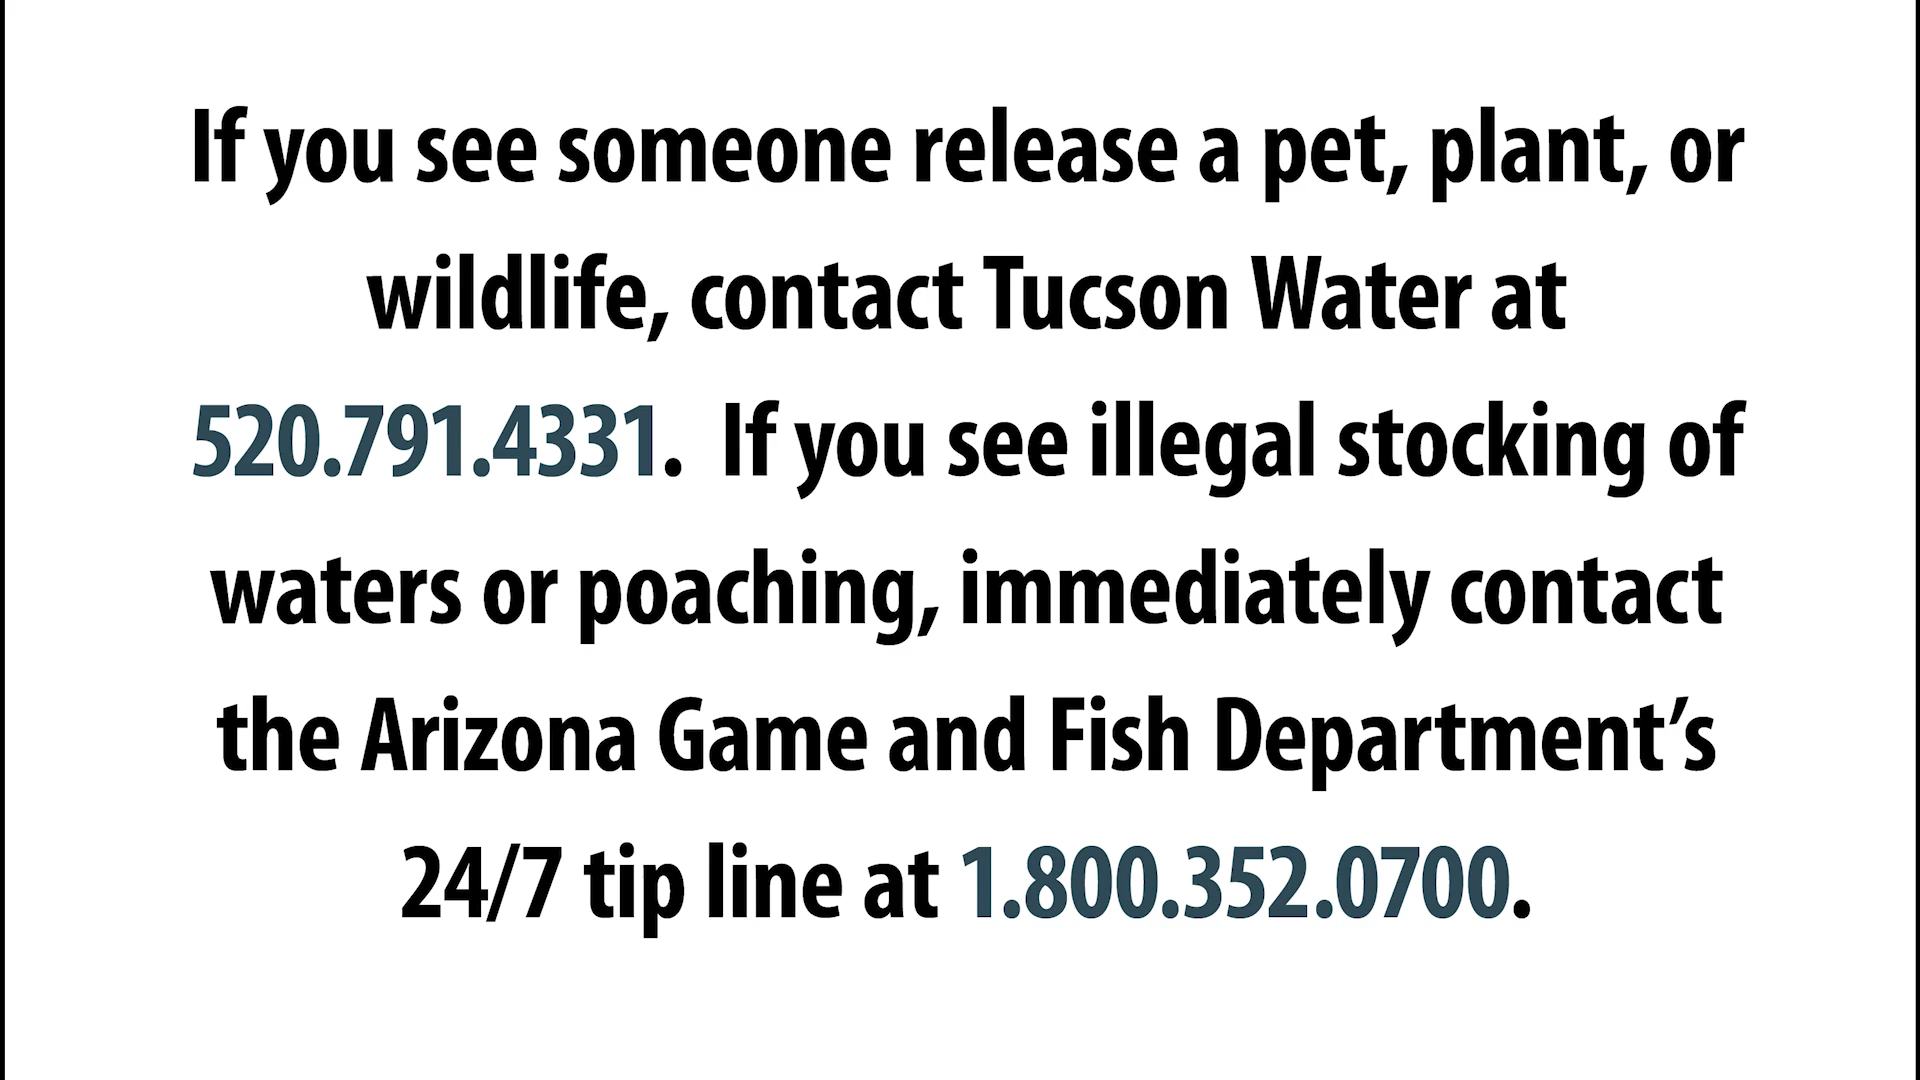 If you see someone release a pet, plant, or
wildlife, contact Tucson Water at
520.791.4331.  If you see illegal stocking of
waters or poaching, immediately contact
the Arizona Game and Fish Department’s
24/7 tip line at 1.800.352.0700.